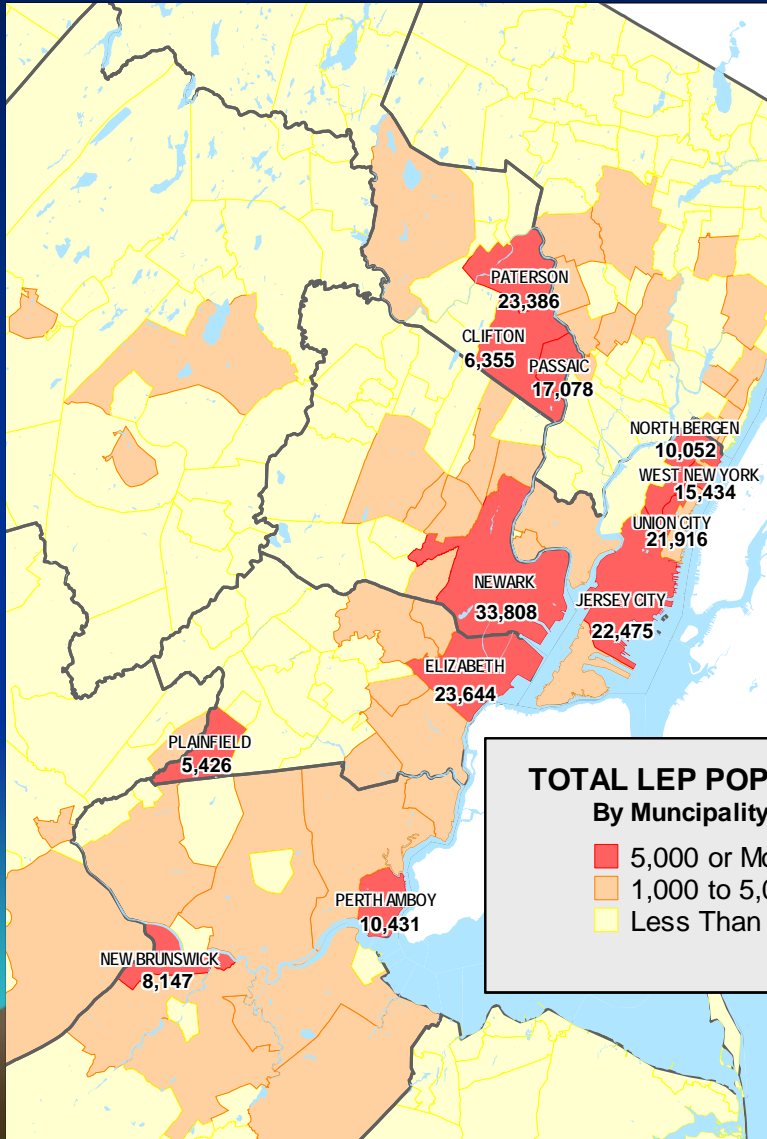 PATERSON
23,386
CLIFTON
6,355
PASSAIC
17,078
NORTH BERGEN
10,052
WEST NEW YORK
15,434
UNION CITY
21,916
NEWARK
33,808
JERSEY CITY
22,475
ELIZABETH
23,644
PLAINFIELD
5,426
PERTH AMBOY
10,431
NEW BRUNSWICK
8,147
TOTAL LEP POP
By Muncipality
5,000 or Mo
1,000 to 5,0
Less Than